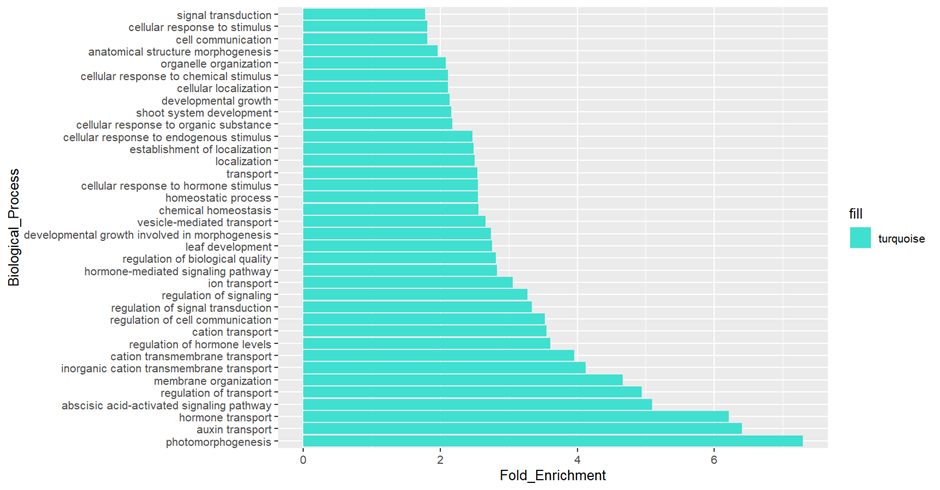 signal transduction
cellular response to stimulus
cell communication
anatomical structure morphogenesis
organelle organization
cellular response to chemical stimulus
cellular localization
developmental growth
shoot system development
cellular response to organic substance
cellular response to endogenous stimulus
establishment of localization
localization
transport
cellular response to hormone stimulus
homeostatic process
chemical homeostasis
vesicle-mediated transport
developmental growth involved in morphogenesis
leaf development
regulation of biological quality
hormone-mediated signaling pathway
ion transport
regulation of signaling
regulation of signal transduction
regulation of cell communication
cation transport
regulation of hormone levels
cation transmembrane transport
inorganic cation transmembrane transport
membrane organization
regulation of transport
abscisic acid-activated signaling pathway
hormone transport
auxin transport
photomorphogenesis
Biological_Process
0 2 4 6
Fold_Enrichment
fill
turquoise